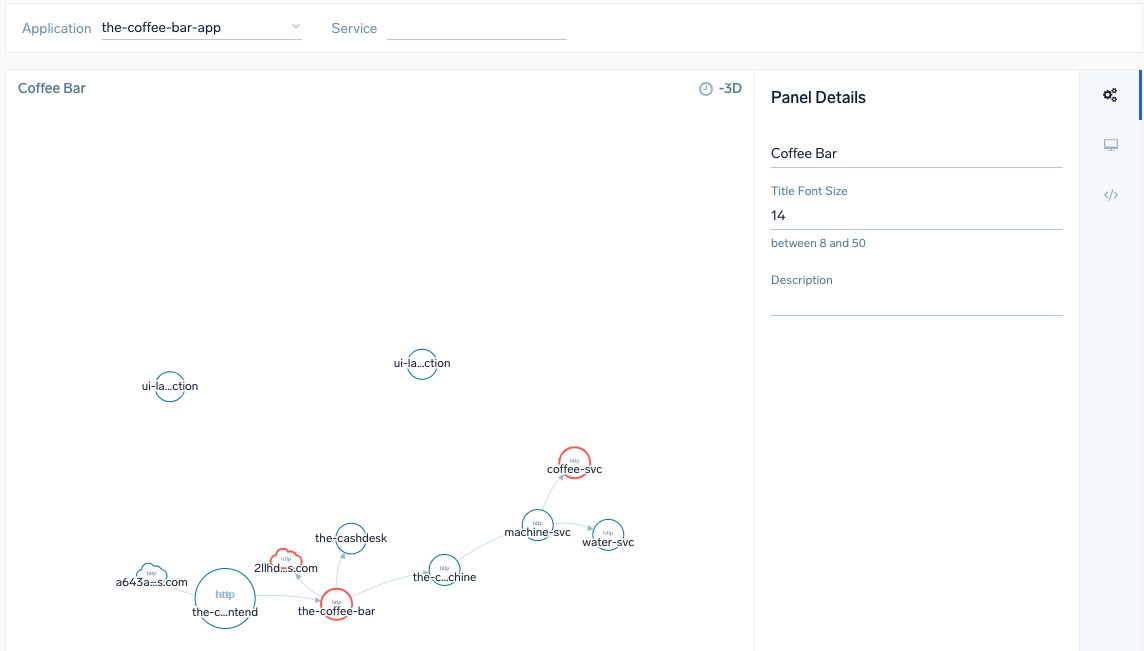 Application the-coffee-bar-app Service
Coffee Bar
-3D
Panel Details
Coffee Bar
Title Font Size
14
between 8 and 50
Description
ui-la...ction
ui-la...ction
http
coffee-svc
http
machine-svc
http
water-svc
the-cashdesk
http
2llhd...s.com
http
a643a...s.com
http
the-c...chine
http
the-c...ntend
http
the-coffee-bar